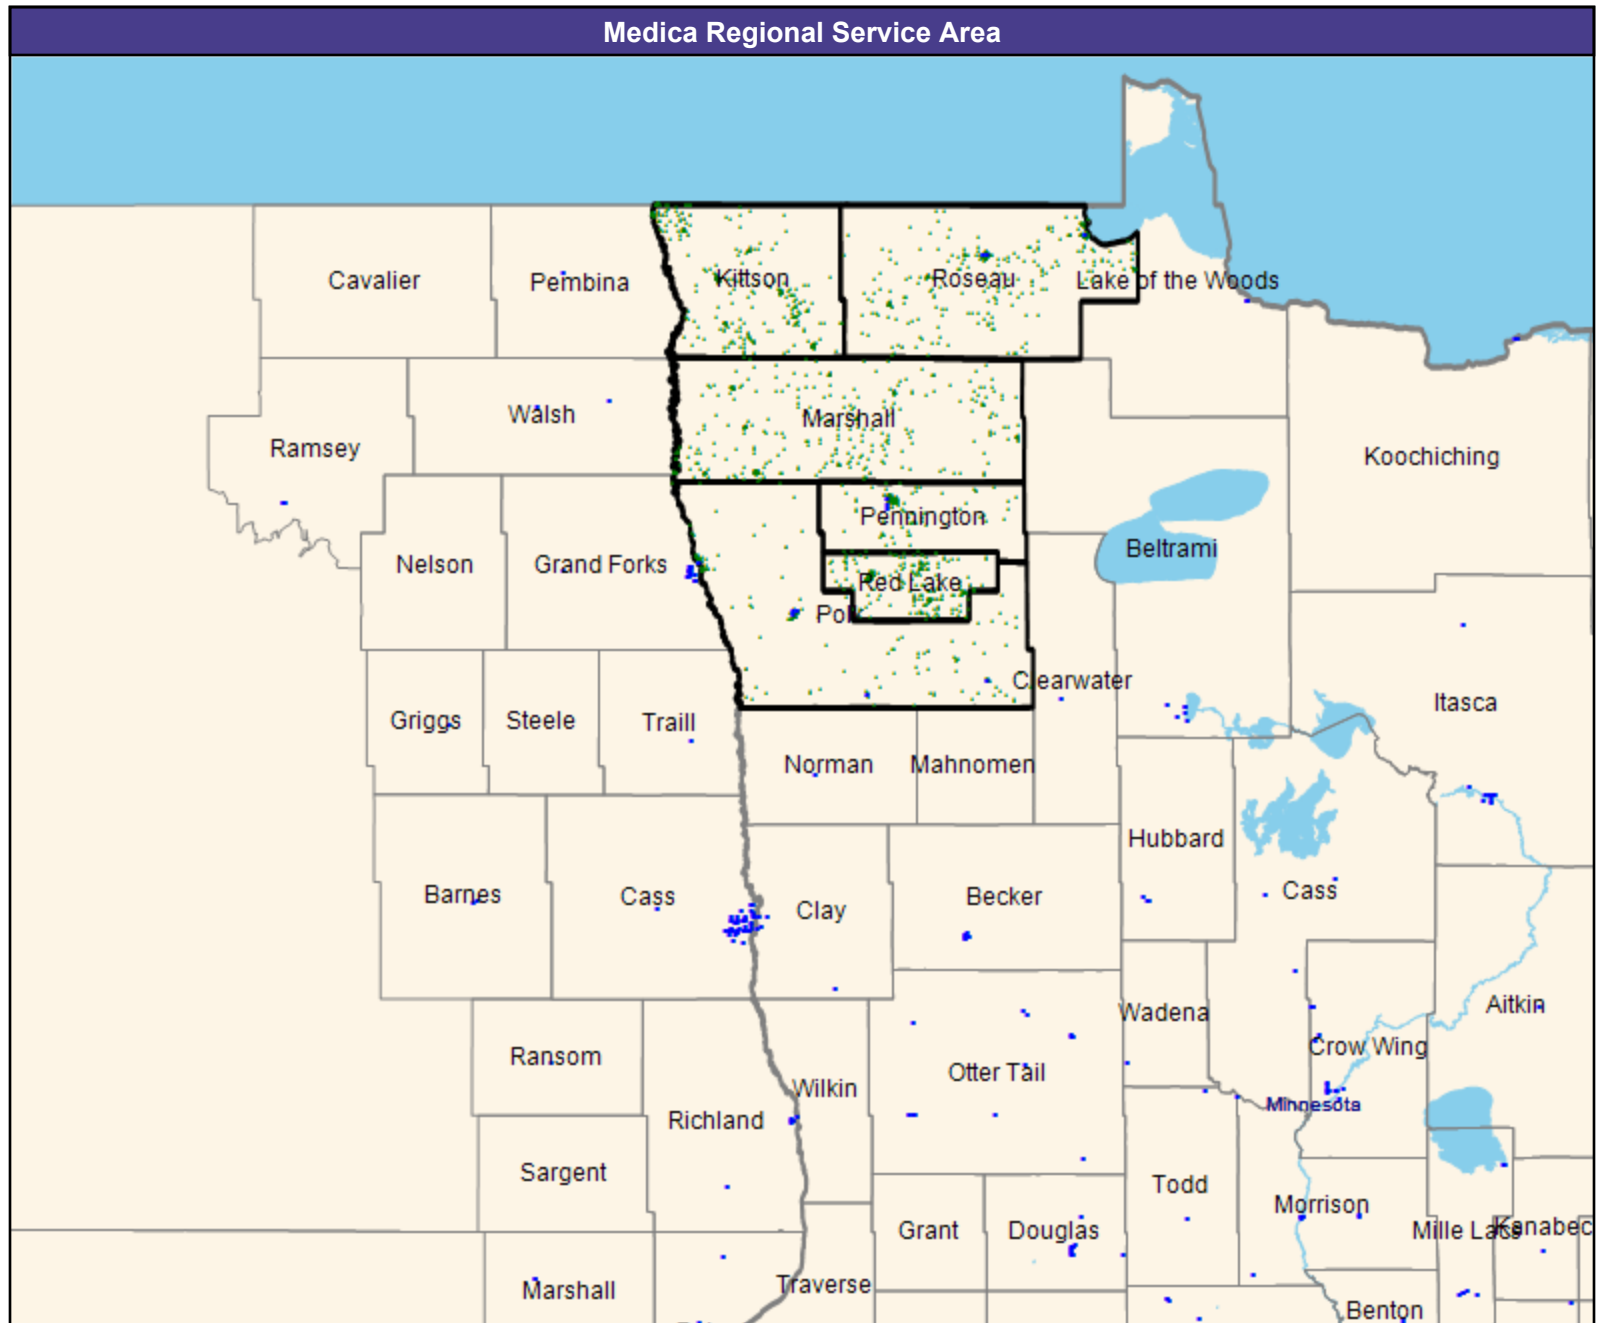 Medica Regional Service Area
Cavalier
Pembina
Kittson
Roseau
Lake of the Woods
Walsh
Marshall
Ramsey
Koochiching
Pennington
Nelson
Grand Forks
Beltrami
Red Lake
Polk
Clearwater
Griggs
Steele
Traill
Itasca
Norman
Mahnomen
Hubbard
Barnes
Cass
Clay
Becker
Cass
Aitkin
Wadena
Ransom
Otter Tail
Crow Wing
Wilkin
Minnesota
Richland
Sargent
Todd
Morrison
Grant
Douglas
Mille Lacs
Kanabec
Marshall
Traverse
Benton